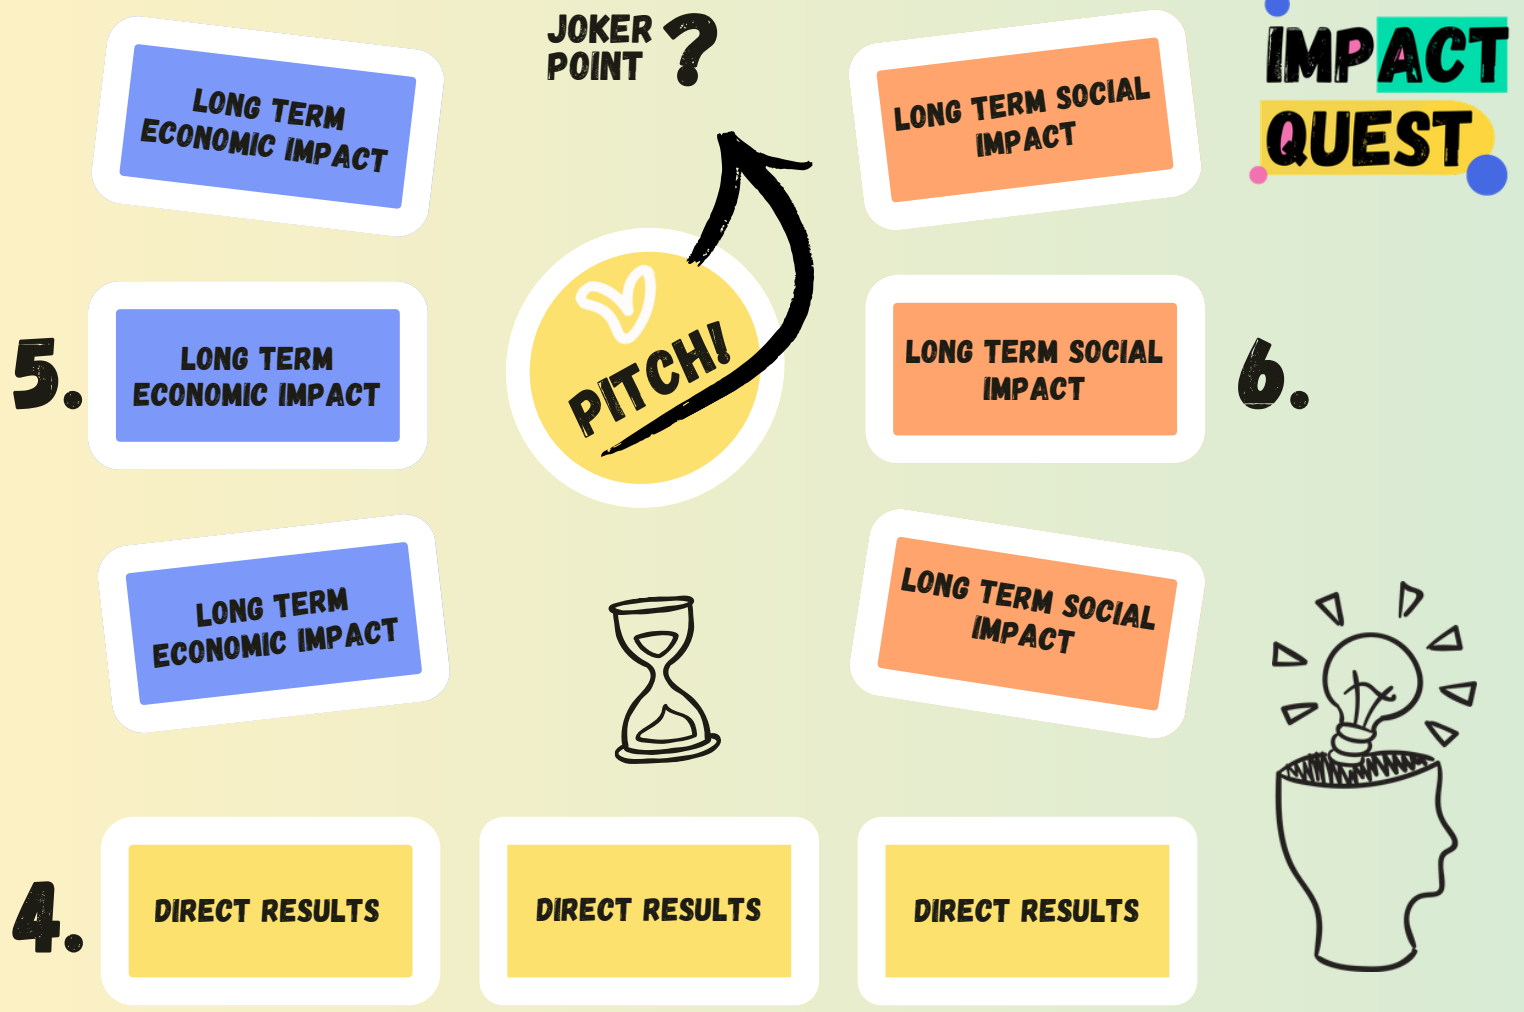 JOKER
POINT ?
IMPACT
QUEST
LONG TERM
ECONOMIC IMPACT
LONG TERM SOCIAL
IMPACT
5.
LONG TERM
ECONOMIC IMPACT
PITCH!
LONG TERM SOCIAL
IMPACT
6.
LONG TERM
ECONOMIC IMPACT
LONG TERM SOCIAL
IMPACT
4.
DIRECT RESULTS
DIRECT RESULTS
DIRECT RESULTS